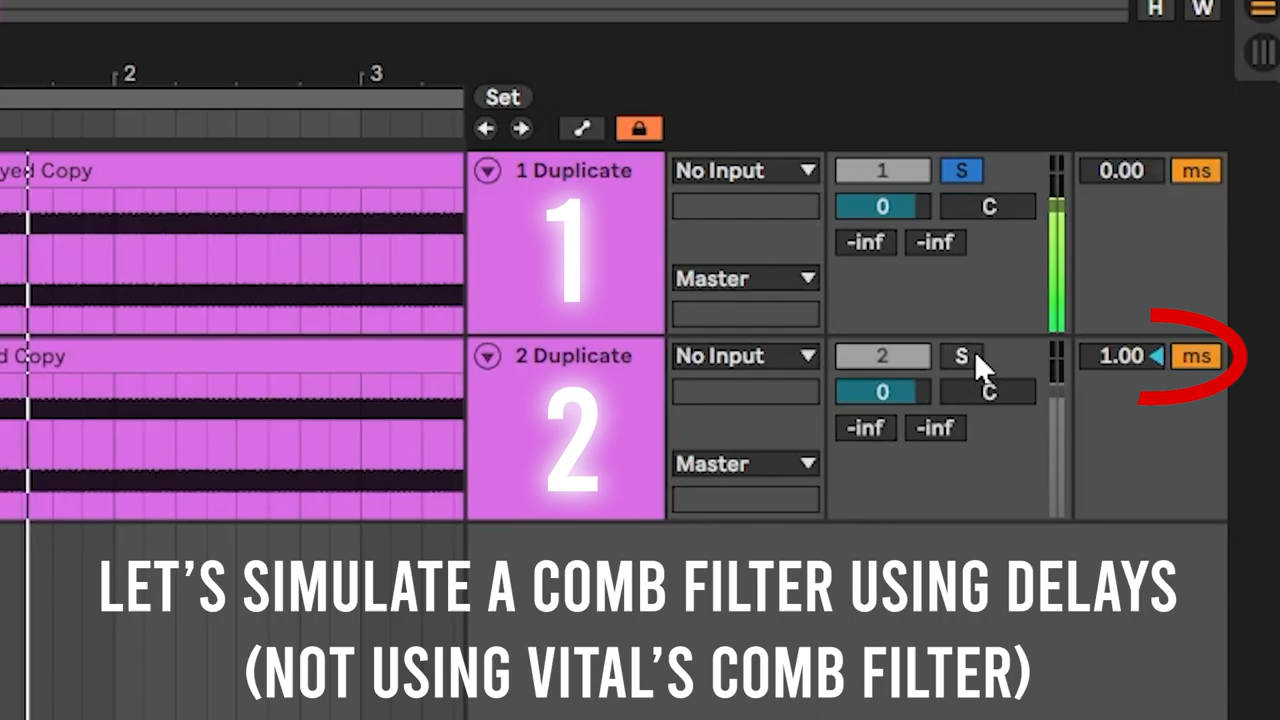 H W
2 3
Set
yed Copy 1 Duplicate No Input 1 S 0.00 ms
1
0 C
-inf -inf
Master
d Copy 2 Duplicate No Input 2 S 1.00 ms
2
0 C
-inf -inf
Master
LET'S SIMULATE A COMB FILTER USING DELAYS
(NOT USING VITAL'S COMB FILTER)